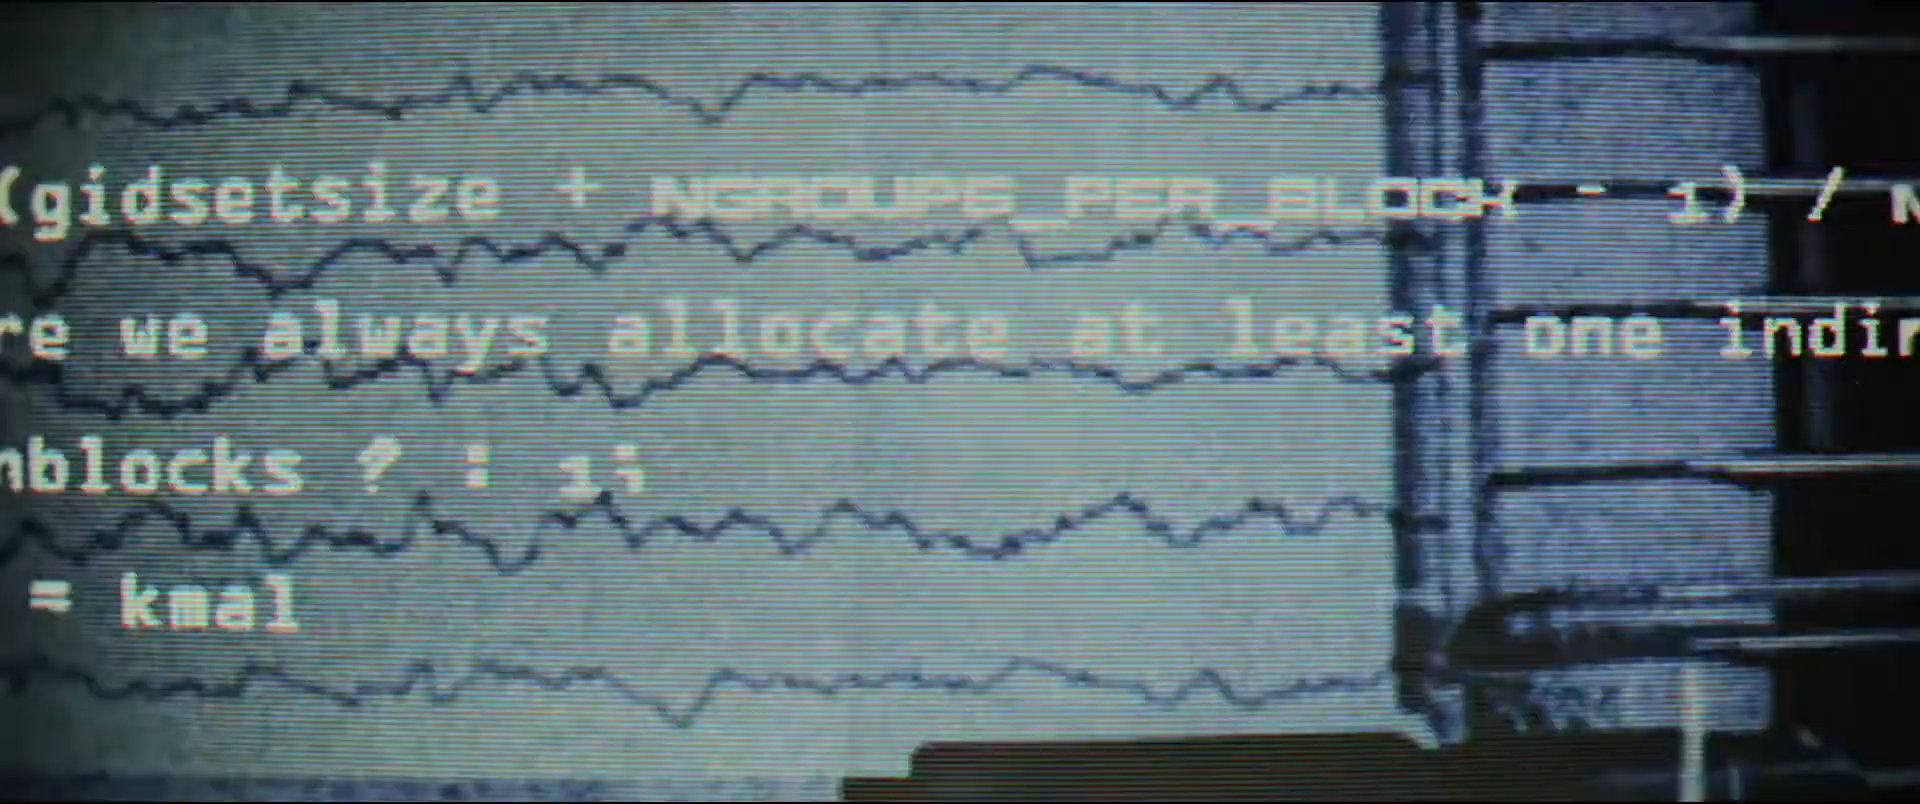 (gidsetsize + NGROUPS_PER_BLOCK - 1) / N
re we always allocate at least one indir
nblocks ? : 1;
= kmal